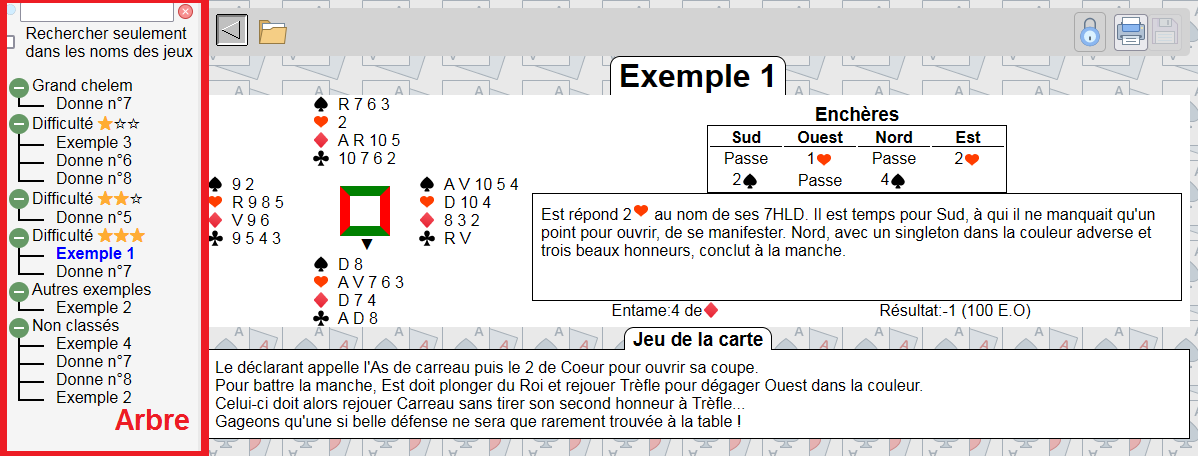 Rechercher seulement
dans les noms des jeux
Grand chelem
Donne n°7
Difficulté ★☆☆
Exemple 3
Donne n°6
Donne n°8
Difficulté ★★☆
Donne n°5
Difficulté ★★★
Exemple 1
Donne n°7
Autres exemples
Exemple 2
Non classés
Exemple 4
Donne n°7
Donne n°8
Exemple 2
Arbre
Exemple 1
♠ R 7 6 3
♥ 2
♦ A R 10 5
♣ 10 7 6 2
♠ 9 2
♥ R 9 8 5
♦ V 9 6
♣ 9 5 4 3
♠ A V 10 5 4
♥ D 10 4
♦ 8 3 2
♣ R V
♠ D 8
♥ A V 7 6 3
♦ D 7 4
♣ A D 8
Enchères
Sud Ouest Nord Est
Passe 1♥ Passe 2♥
2♠ Passe 4♠
Est répond 2♥ au nom de ses 7HLD. Il est temps pour Sud, à qui il ne manquait qu'un
point pour ouvrir, de se manifester. Nord, avec un singleton dans la couleur adverse et
trois beaux honneurs, conclut à la manche.
Entame:4 de♦ Résultat:-1 (100 E.O)
Jeu de la carte
Le déclarant appelle l'As de carreau puis le 2 de Coeur pour ouvrir sa coupe.
Pour battre la manche, Est doit plonger du Roi et rejouer Trèfle pour dégager Ouest dans la couleur.
Celui-ci doit alors rejouer Carreau sans tirer son second honneur à Trèfle...
Gageons qu'une si belle défense ne sera que rarement trouvée à la table !